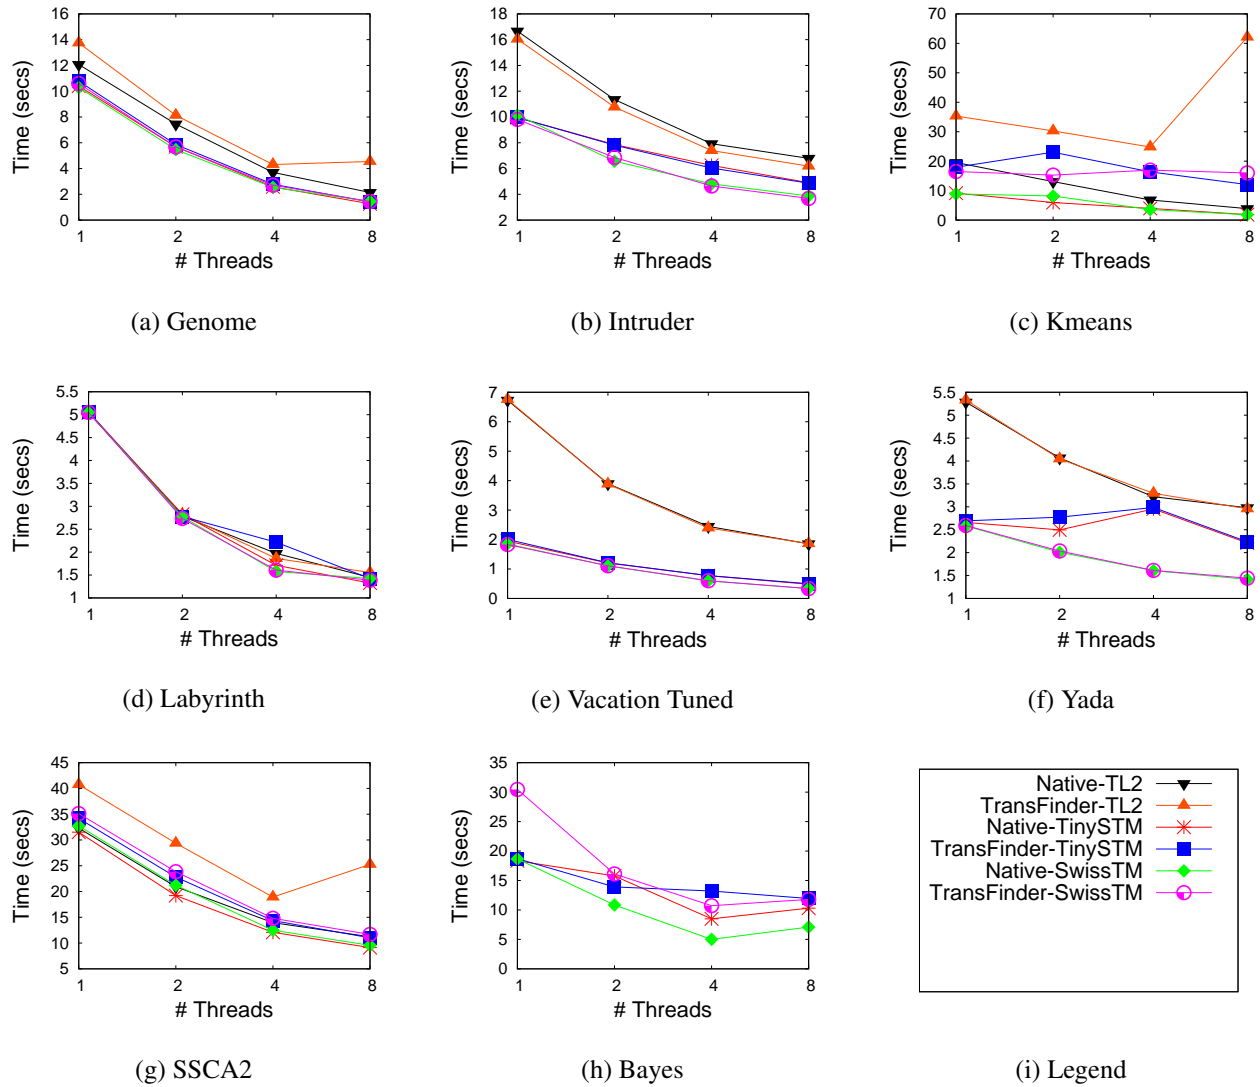 Time (secs)
16
14
12
10
8
6
4
2
0
1 2 4 8
# Threads
(a) Genome
Time (secs)
18
16
14
12
10
8
6
4
2
1 2 4 8
# Threads
(b) Intruder
Time (secs)
70
60
50
40
30
20
10
0
1 2 4 8
# Threads
(c) Kmeans
Time (secs)
5.5
5
4.5
4
3.5
3
2.5
2
1.5
1
1 2 4 8
# Threads
(d) Labyrinth
Time (secs)
7
6
5
4
3
2
1
0
1 2 4 8
# Threads
(e) Vacation Tuned
Time (secs)
5.5
5
4.5
4
3.5
3
2.5
2
1.5
1
1 2 4 8
# Threads
(f) Yada
Time (secs)
45
40
35
30
25
20
15
10
5
1 2 4 8
# Threads
(g) SSCA2
Time (secs)
35
30
25
20
15
10
5
0
1 2 4 8
# Threads
(h) Bayes
Native-TL2
TransFinder-TL2
Native-TinySTM
TransFinder-TinySTM
Native-SwissTM
TransFinder-SwissTM
(i) Legend